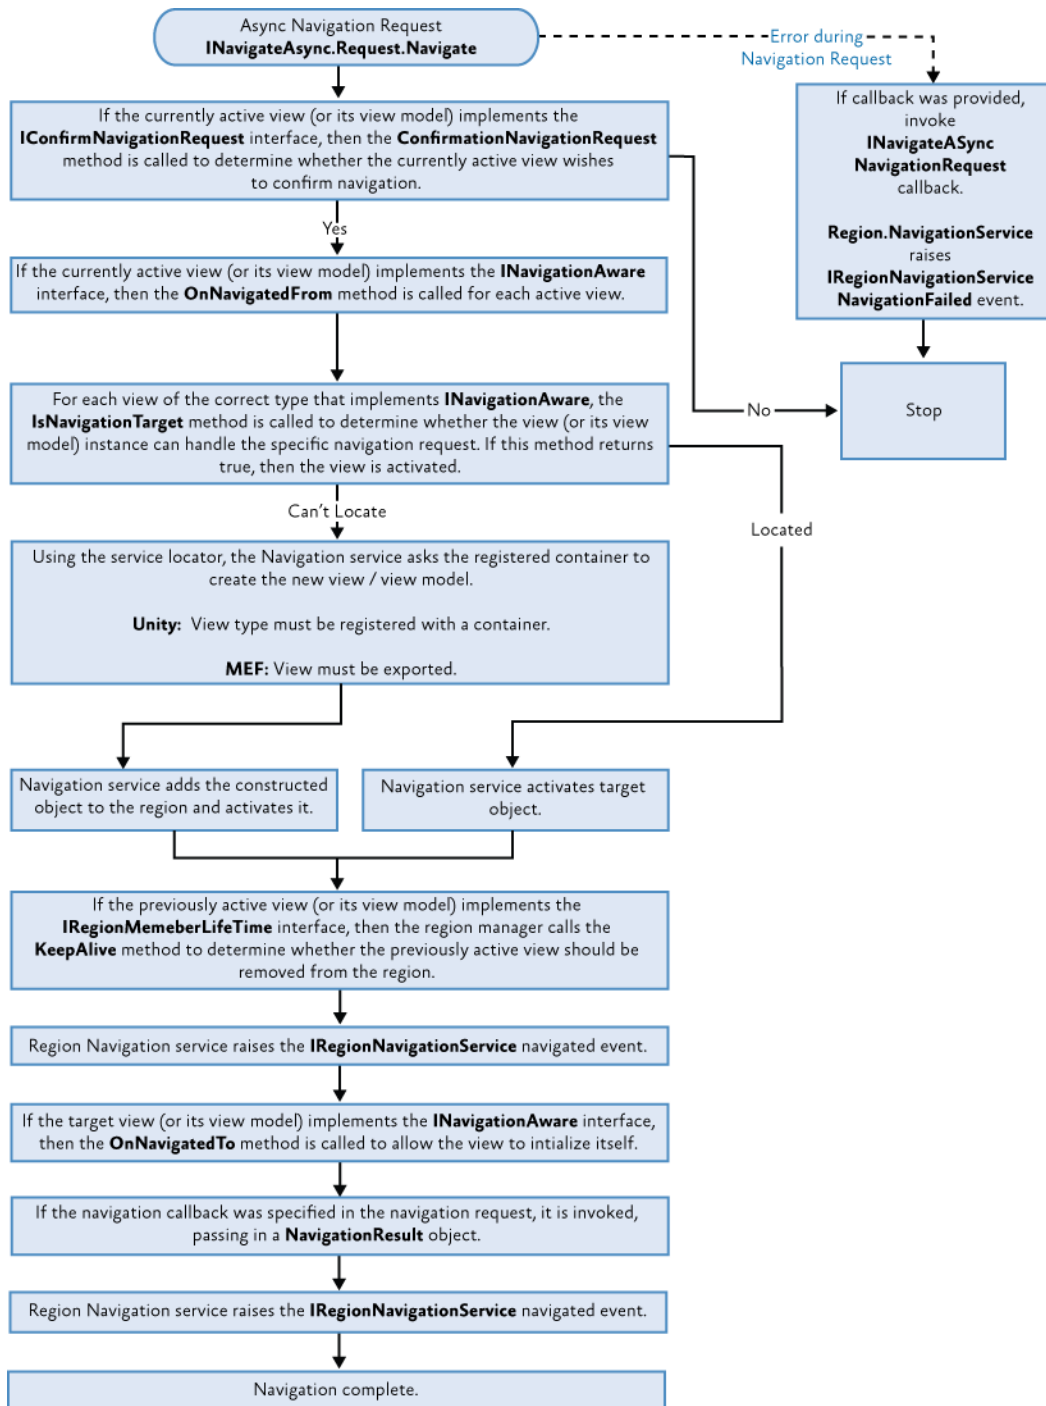 Async Navigation Request
INavigateAsync.Request.Navigate
Error during
Navigation Request
If callback was provided,
invoke
INavigateASync
NavigationRequest
callback.
Region.NavigationService
raises
IRegionNavigationService
NavigationFailed event.
If the currently active view (or its view model) implements the
IConfirmNavigationRequest interface, then the ConfirmationNavigationRequest
method is called to determine whether the currently active view wishes
to confirm navigation.
Yes
If the currently active view (or its view model) implements the INavigationAware
interface, then the OnNavigatedFrom method is called for each active view.
For each view of the correct type that implements INavigationAware, the
IsNavigationTarget method is called to determine whether the view (or its view
model) instance can handle the specific navigation request. If this method returns
true, then the view is activated.
No
Stop
Can't Locate
Located
Using the service locator, the Navigation service asks the registered container to
create the new view / view model.
Unity: View type must be registered with a container.
MEF: View must be exported.
Navigation service adds the constructed
object to the region and activates it.
Navigation service activates target
object.
If the previously active view (or its view model) implements the
IRegionMemeberLifeTime interface, then the region manager calls the
KeepAlive method to determine whether the previously active view should be
removed from the region.
Region Navigation service raises the IRegionNavigationService navigated event.
If the target view (or its view model) implements the INavigationAware interface,
then the OnNavigatedTo method is called to allow the view to intialize itself.
If the navigation callback was specified in the navigation request, it is invoked,
passing in a NavigationResult object.
Region Navigation service raises the IRegionNavigationService navigated event.
Navigation complete.